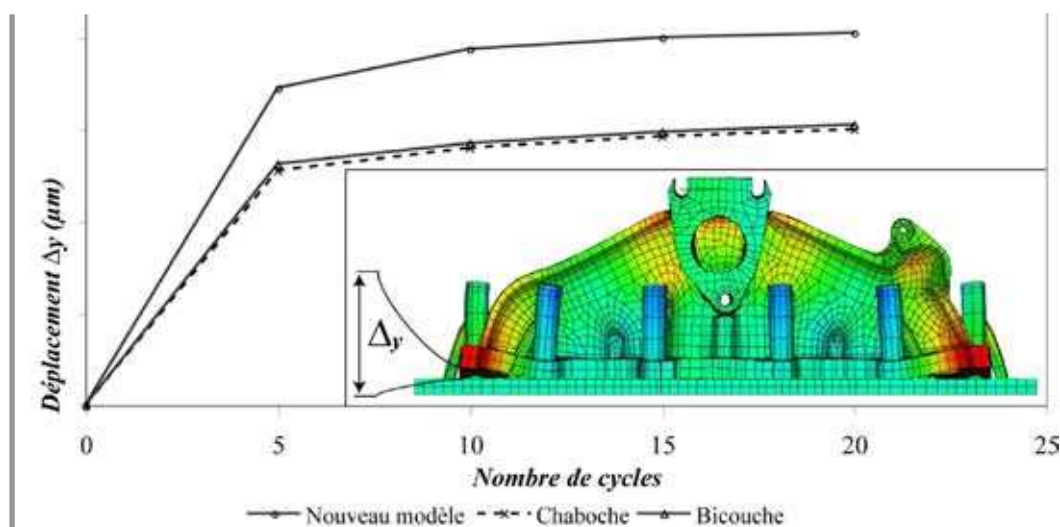 Déplacement Δy (µm)
Δy
0 5 10 15 20 25
Nombre de cycles
Nouveau modèle Chaboche Bicouche